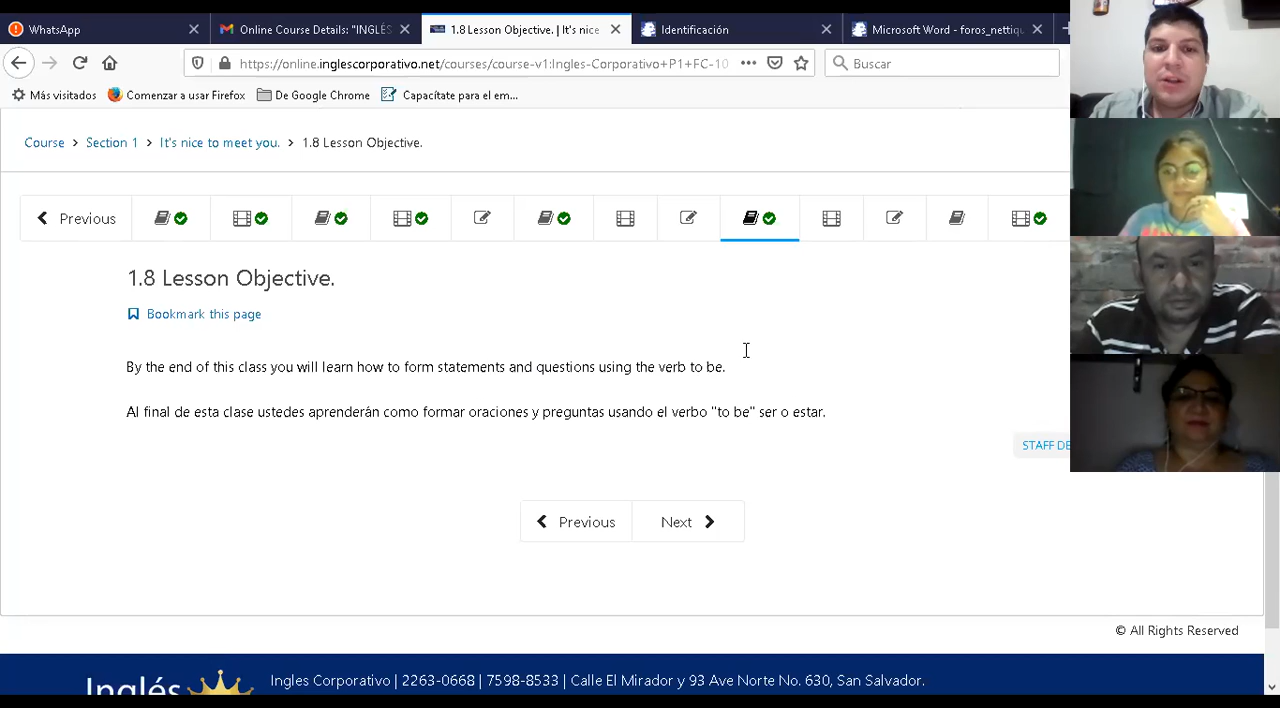 WhatsApp
Online Course Details: "INGLÉS
1.8 Lesson Objective. | It's nice
Identificación
Microsoft Word - foros_nettiqu
https://online.inglescorporativo.net/courses/course-v1:Ingles-Corporativo+P1+FC-10
Buscar
Más visitados
Comenzar a usar Firefox
De Google Chrome
Capacítate para el em...
Course > Section 1 > It's nice to meet you. > 1.8 Lesson Objective.
Previous
1.8 Lesson Objective.
Bookmark this page
By the end of this class you will learn how to form statements and questions using the verb to be.
Al final de esta clase ustedes aprenderán como formar oraciones y preguntas usando el verbo "to be" ser o estar.
STAFF DE
Previous
Next
© All Rights Reserved
Inglés
Ingles Corporativo | 2263-0668 | 7598-8533 | Calle El Mirador y 93 Ave Norte No. 630, San Salvador.